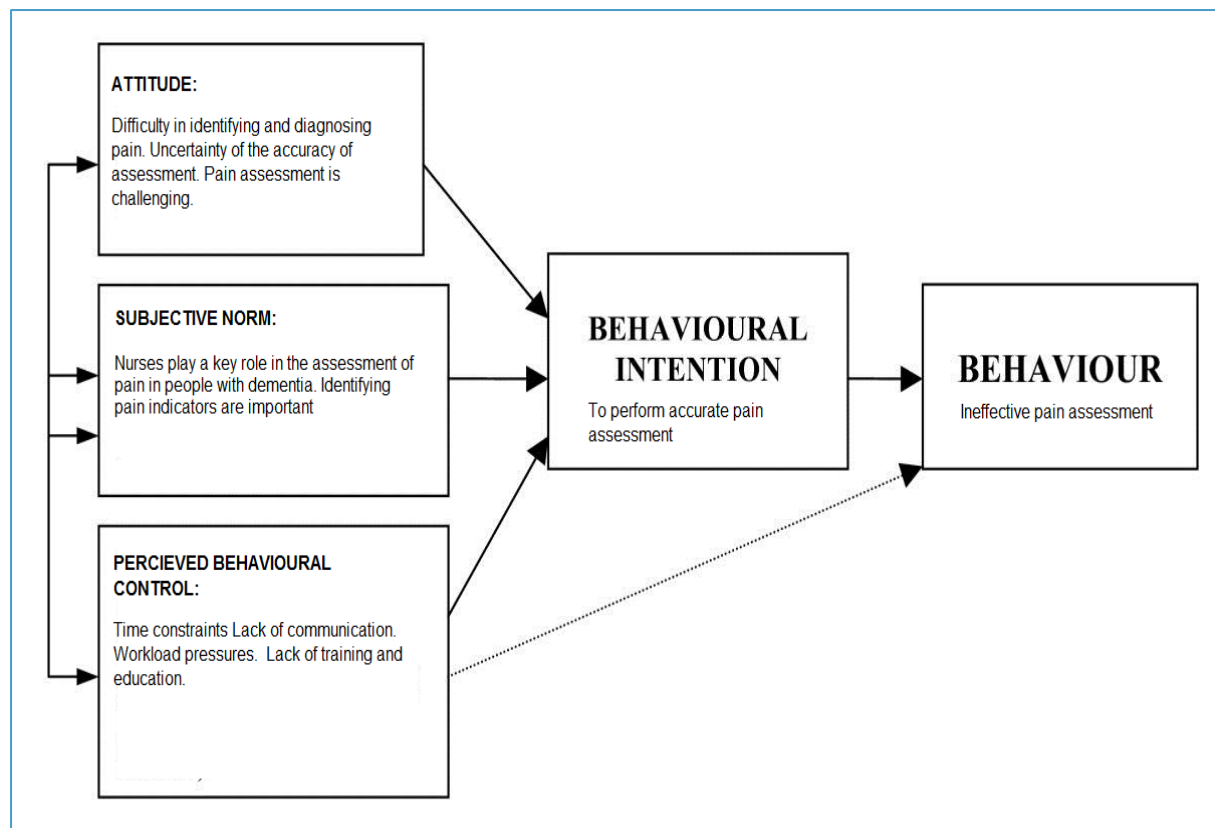 ATTITUDE:
Difficulty in identifying and diagnosing
pain. Uncertainty of the accuracy of
assessment. Pain assessment is
challenging.
SUBJECTIVE NORM:
Nurses play a key role in the assessment of
pain in people with dementia. Identifying
pain indicators are important
PERCIEVED BEHAVIOURAL
CONTROL:
Time constraints Lack of communication.
Workload pressures.  Lack of training and
education.
BEHAVIOURAL
INTENTION
To perform accurate pain
assessment
BEHAVIOUR
Ineffective pain assessment